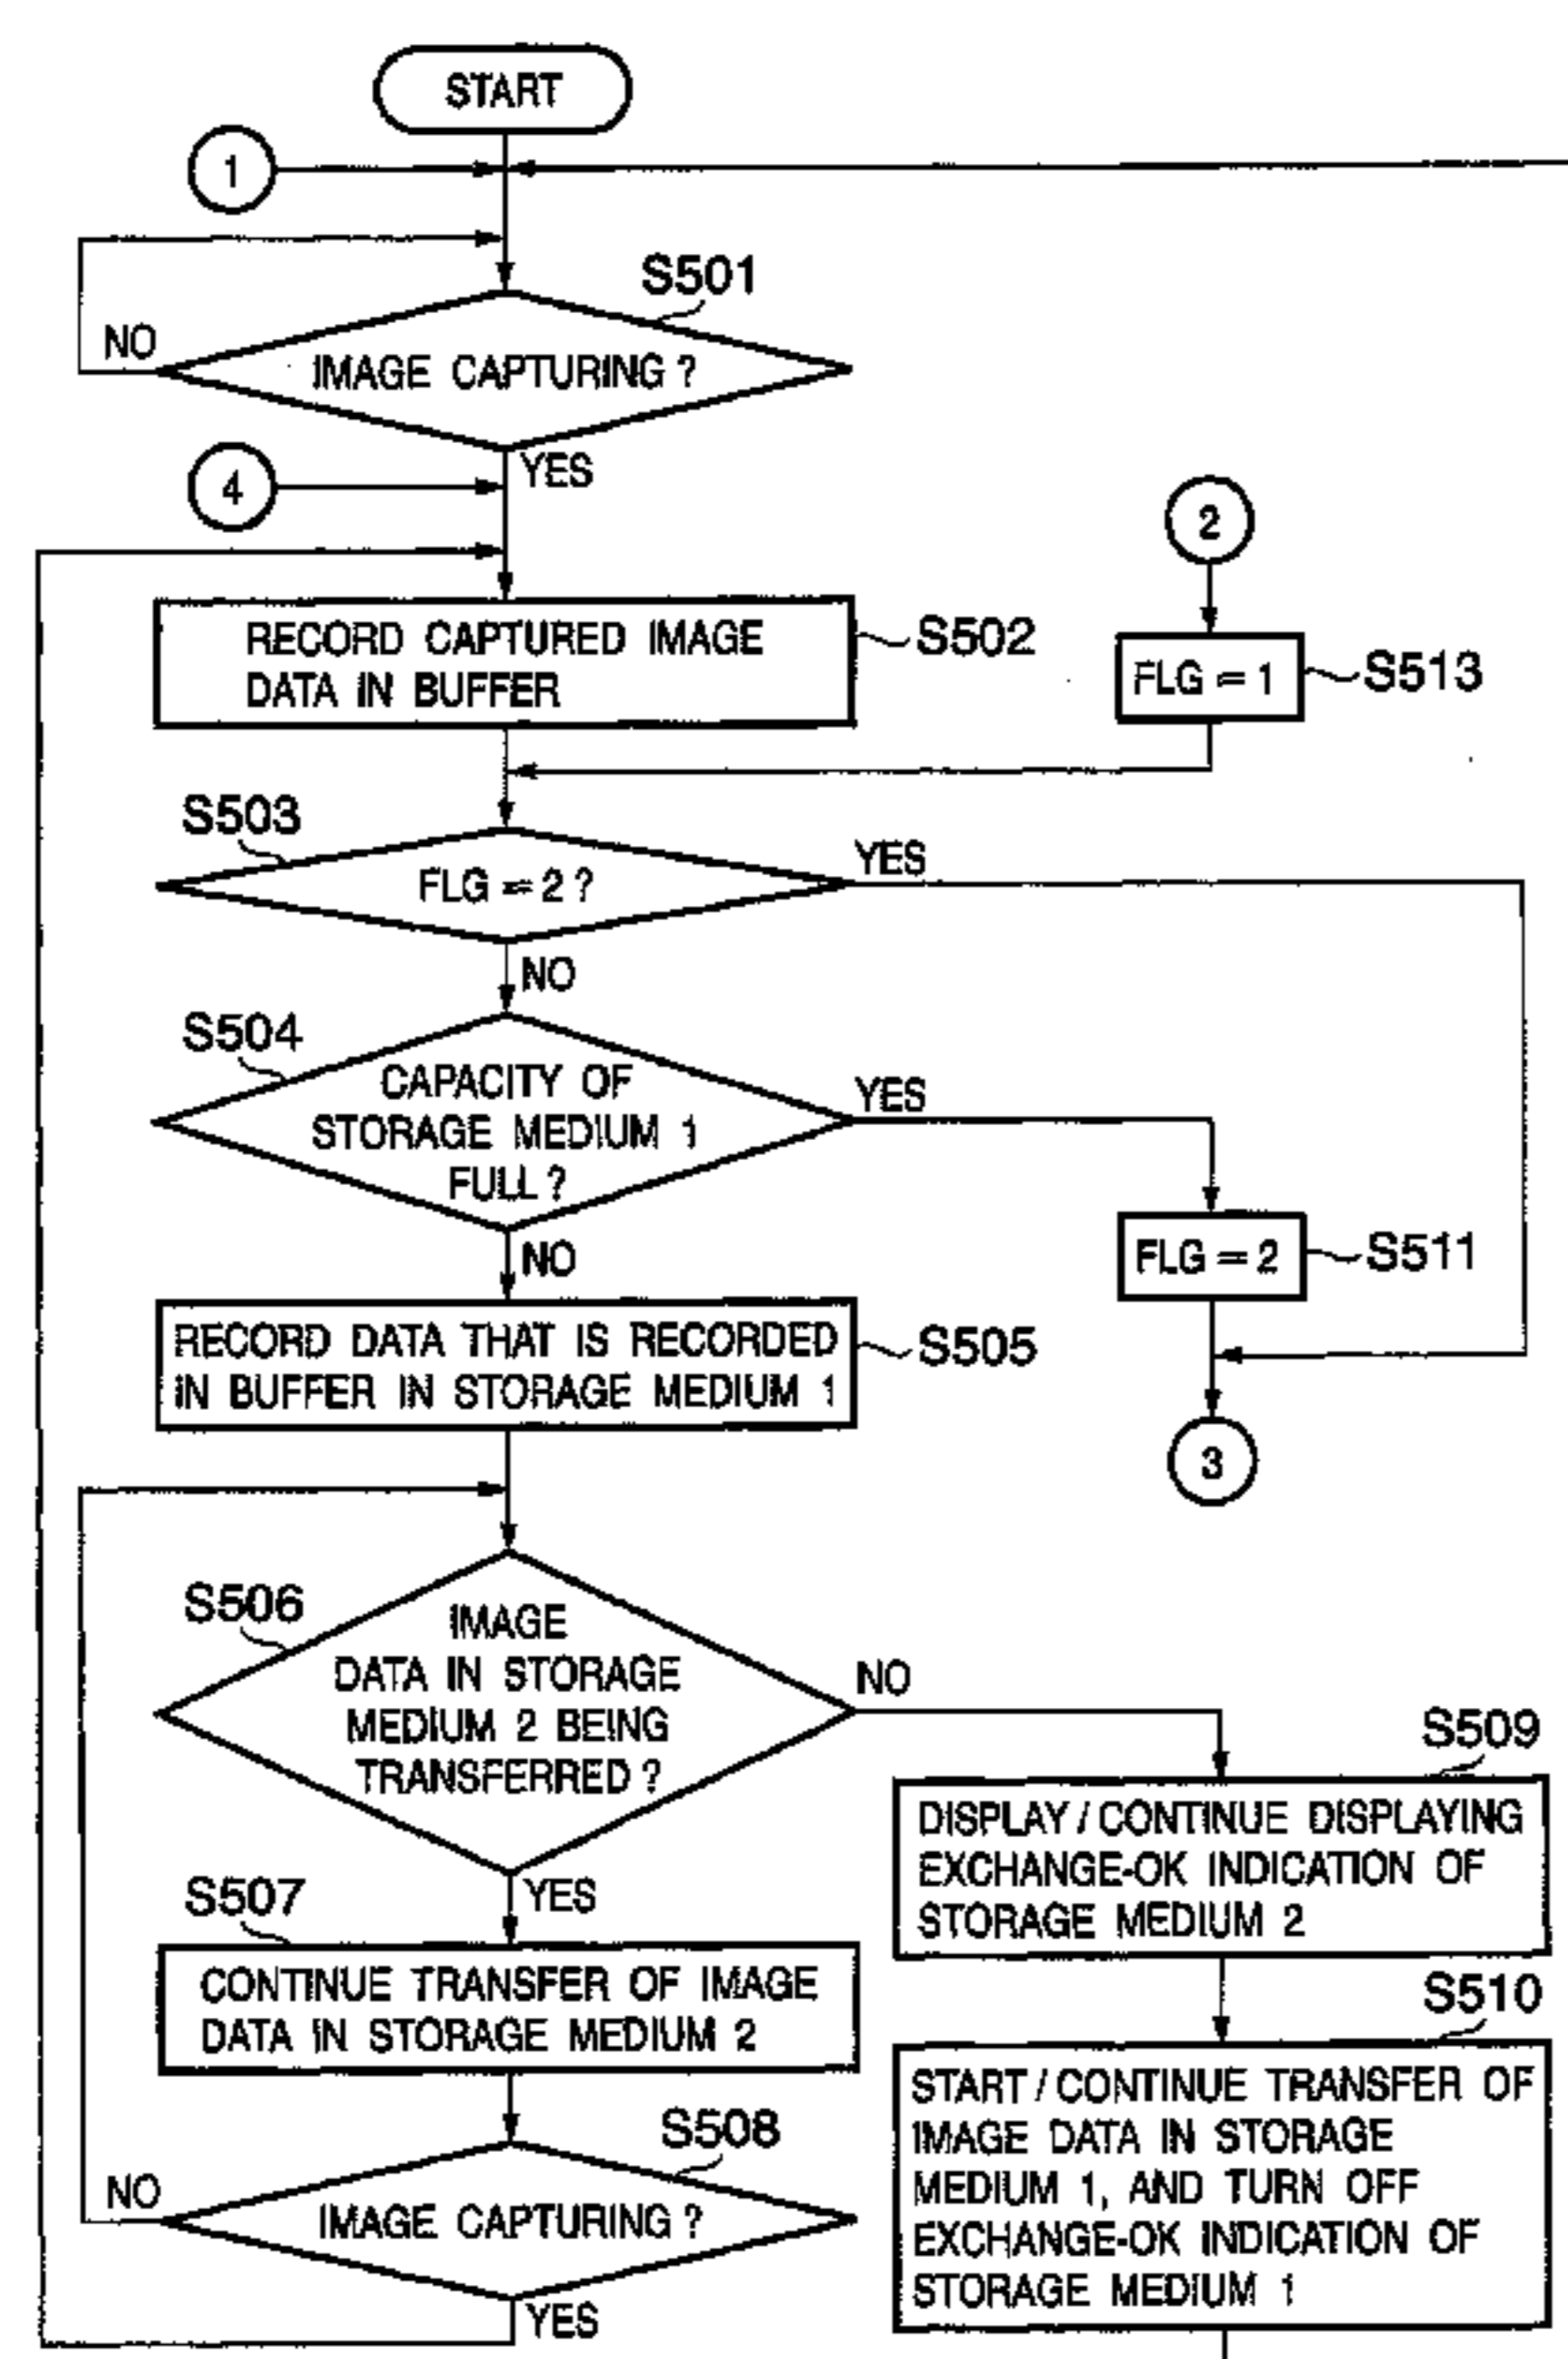 START
1
S501
NO
IMAGE CAPTURING ?
YES
4
2
RECORD CAPTURED IMAGE
DATA IN BUFFER
S502
FLG = 1
S513
S503
FLG = 2 ?
YES
NO
S504
CAPACITY OF
STORAGE MEDIUM 1
FULL ?
YES
NO
FLG = 2
S511
RECORD DATA THAT IS RECORDED
IN BUFFER IN STORAGE MEDIUM 1
S505
3
S506
IMAGE
DATA IN STORAGE
MEDIUM 2 BEING
TRANSFERRED ?
NO
YES
S509
DISPLAY / CONTINUE DISPLAYING
EXCHANGE-OK INDICATION OF
STORAGE MEDIUM 2
S507
CONTINUE TRANSFER OF IMAGE
DATA IN STORAGE MEDIUM 2
S510
START / CONTINUE TRANSFER OF
IMAGE DATA IN STORAGE
MEDIUM 1, AND TURN OFF
EXCHANGE-OK INDICATION OF
STORAGE MEDIUM 1
S508
NO
IMAGE CAPTURING ?
YES